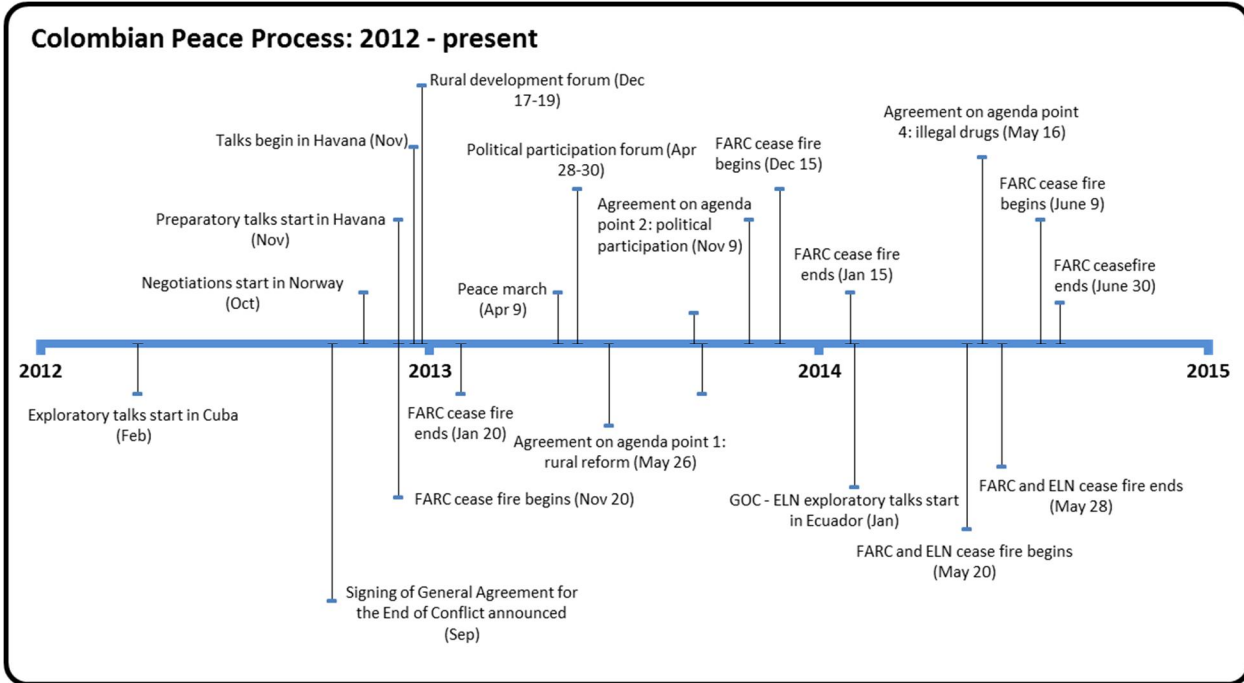 Colombian Peace Process: 2012 - present
Rural development forum (Dec
17-19)
Talks begin in Havana (Nov)
Preparatory talks start in Havana
(Nov)
Negotiations start in Norway
(Oct)
Peace march
(Apr 9)
Political participation forum (Apr
28-30)
Agreement on agenda
point 2: political
participation (Nov 9)
FARC cease fire
begins (Dec 15)
FARC cease fire
ends (Jan 15)
Agreement on agenda point
4: illegal drugs (May 16)
FARC cease fire
begins (June 9)
FARC ceasefire
ends (June 30)
2012
2013
2014
2015
Exploratory talks start in Cuba
(Feb)
FARC cease fire
ends (Jan 20)
Agreement on agenda point 1:
rural reform (May 26)
FARC cease fire begins (Nov 20)
Signing of General Agreement for
the End of Conflict announced
(Sep)
GOC - ELN exploratory talks start
in Ecuador (Jan)
FARC and ELN cease fire ends
(May 28)
FARC and ELN cease fire begins
(May 20)